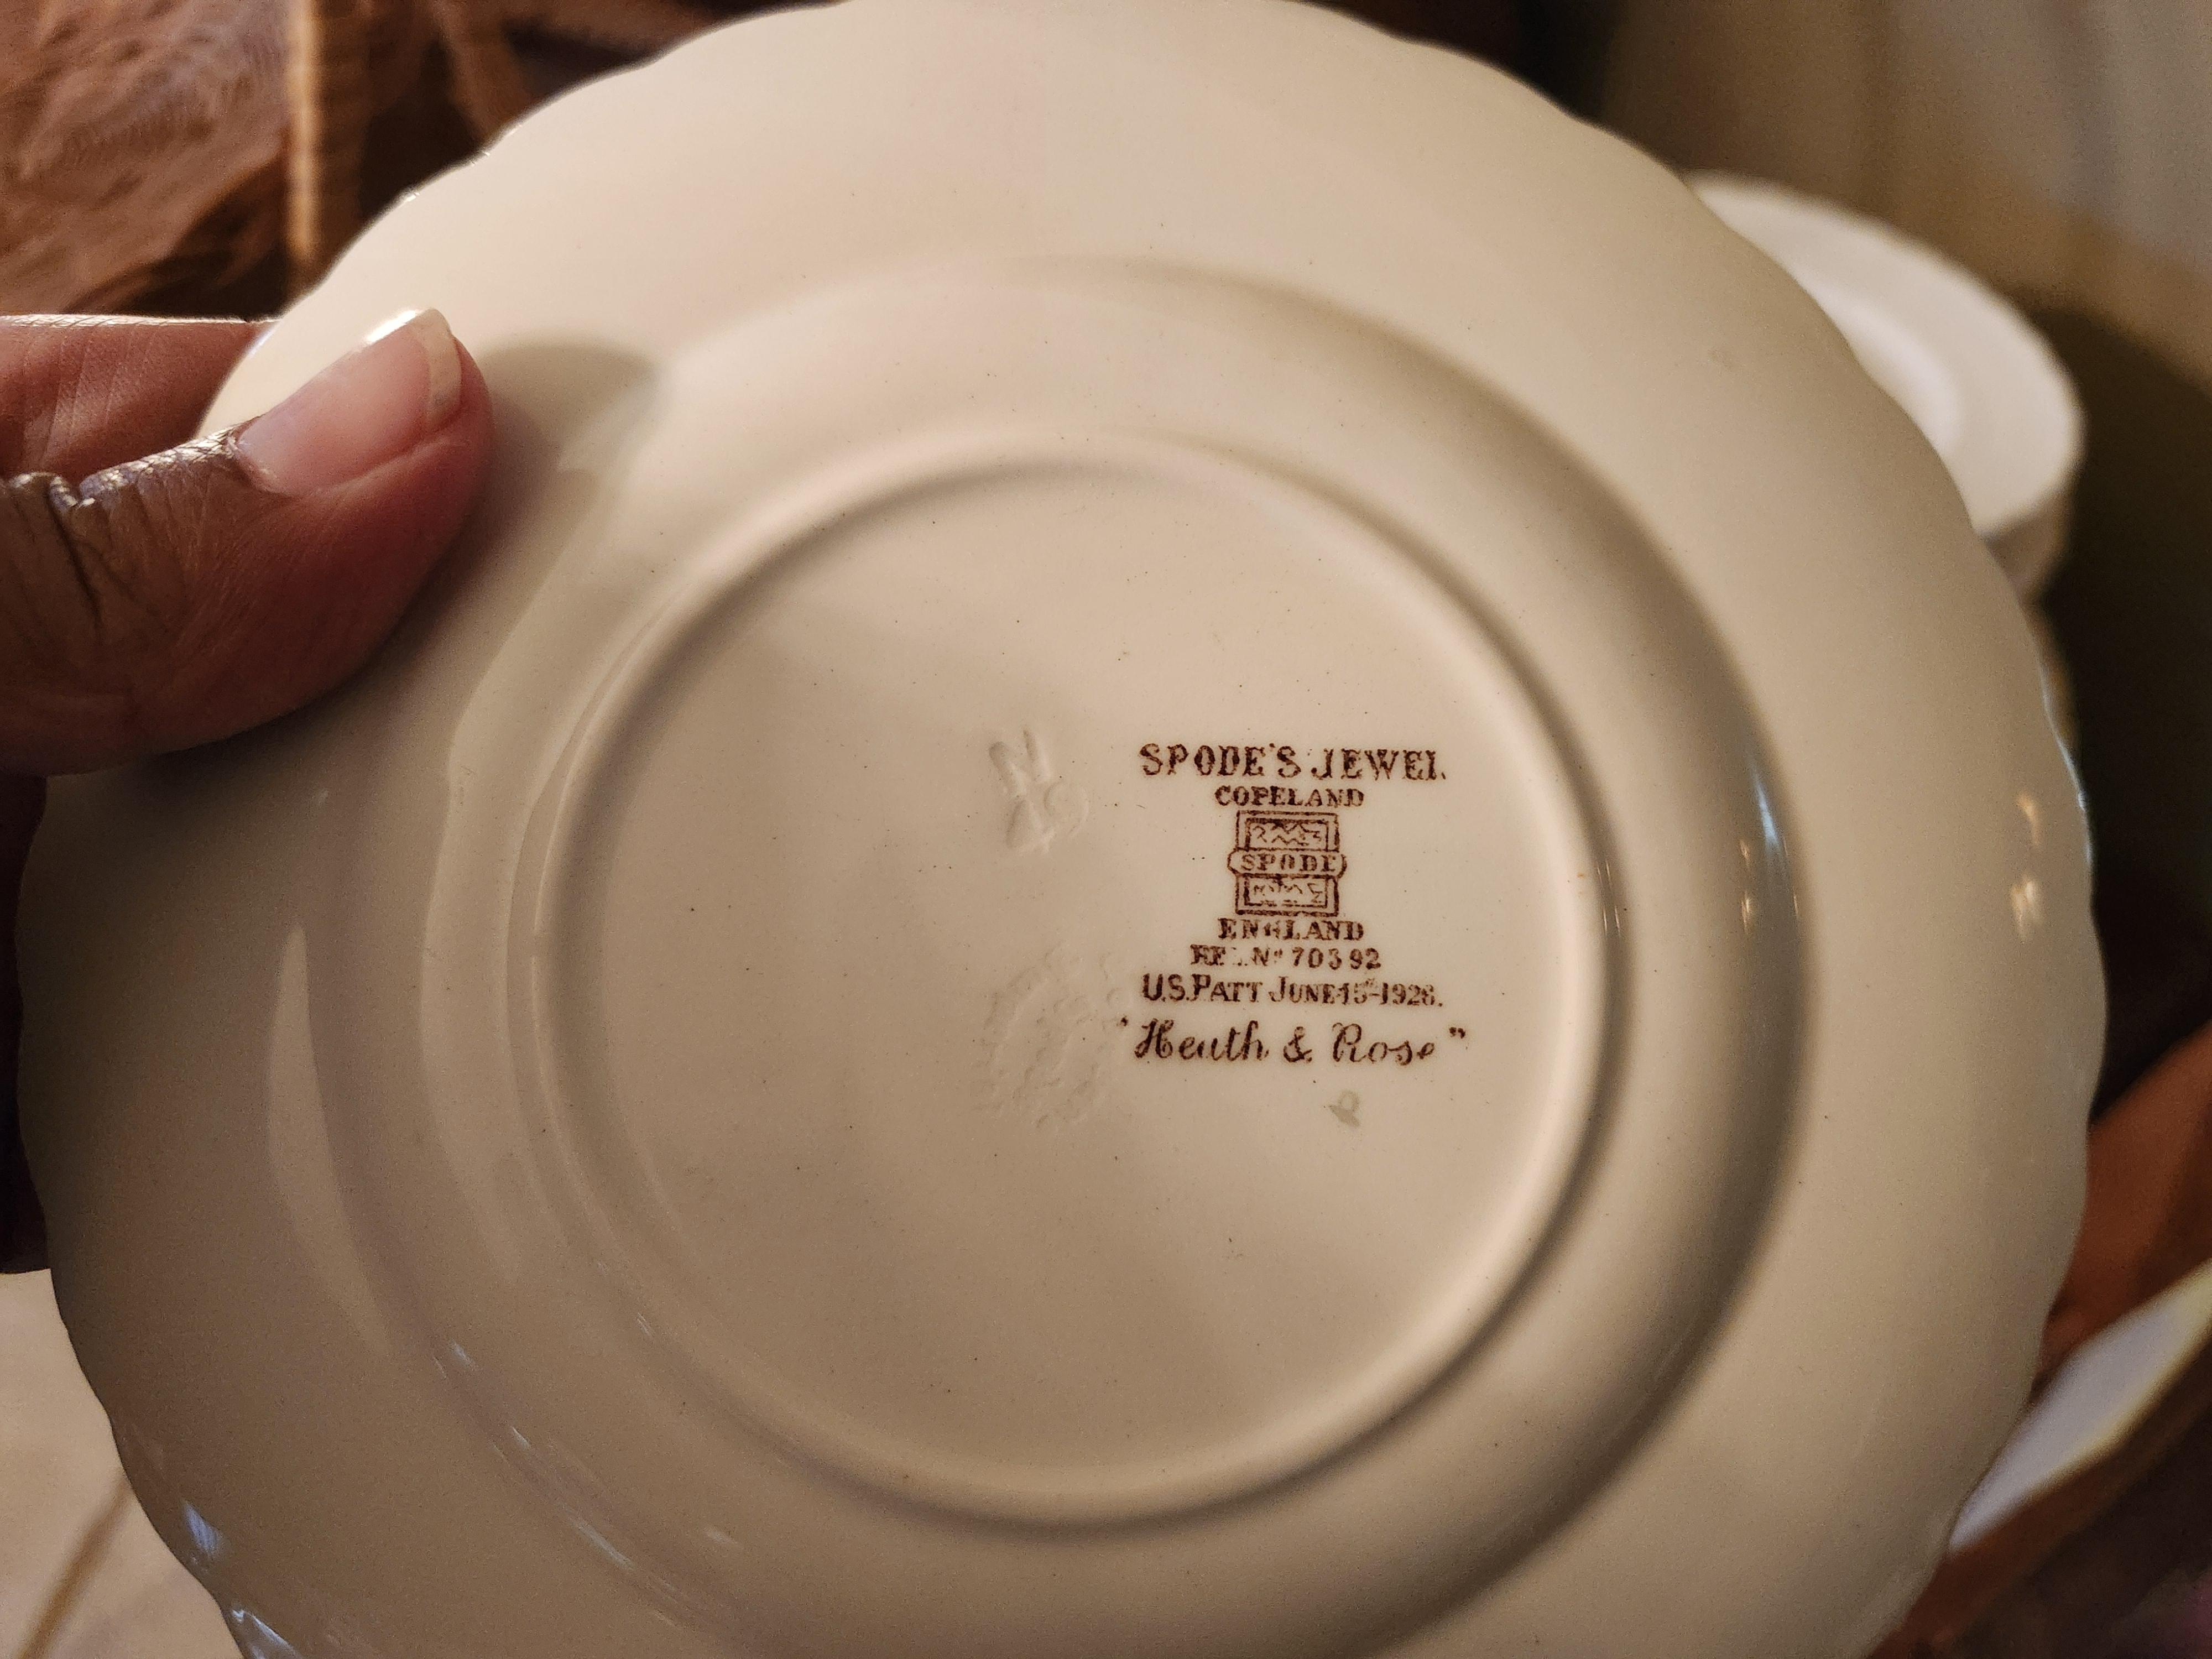 SPODE'S JEWEL
COPELAND
SPODE
ENGLAND
Nº 70392
U.S. PATT JUNE 15TH-1926.
"Heath & Rose"